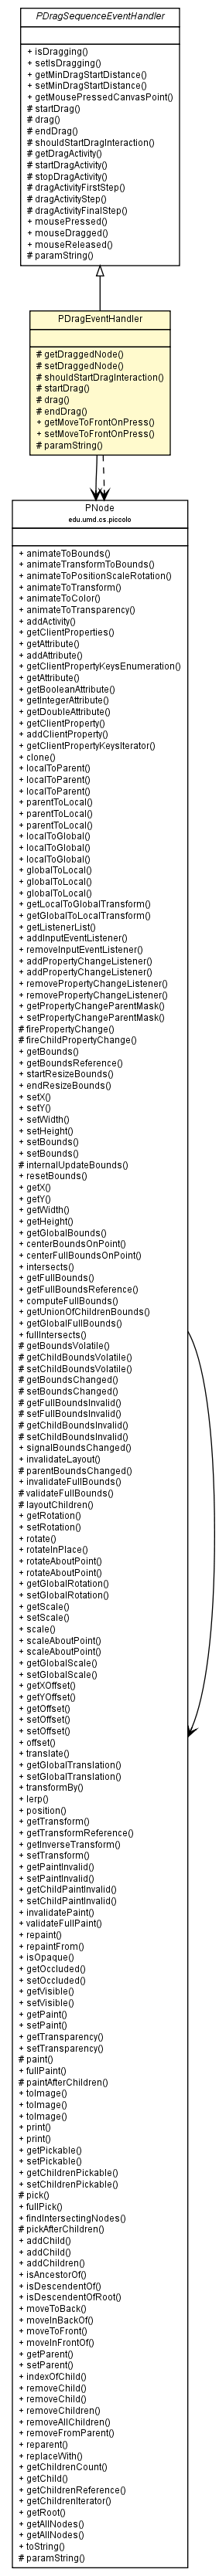 PDragSequenceEventHandler
+ isDragging()
+ setIsDragging()
+ getMinDragStartDistance()
+ setMinDragStartDistance()
+ getMousePressedCanvasPoint()
# startDrag()
# drag()
# endDrag()
# shouldStartDragInteraction()
# getDragActivity()
# startDragActivity()
# stopDragActivity()
# dragActivityFirstStep()
# dragActivityStep()
# dragActivityFinalStep()
+ mousePressed()
+ mouseDragged()
+ mouseReleased()
# paramString()
PDragEventHandler
# getDraggedNode()
# setDraggedNode()
# shouldStartDragInteraction()
# startDrag()
# drag()
# endDrag()
+ getMoveToFrontOnPress()
+ setMoveToFrontOnPress()
# paramString()
PNode
edu.umd.cs.piccolo
+ animateToBounds()
+ animateTransformToBounds()
+ animateToPositionScaleRotation()
+ animateToTransform()
+ animateToColor()
+ animateToTransparency()
+ addActivity()
+ getClientProperties()
+ getAttribute()
+ addAttribute()
+ getClientPropertyKeysEnumeration()
+ getAttribute()
+ getBooleanAttribute()
+ getIntegerAttribute()
+ getDoubleAttribute()
+ getClientProperty()
+ addClientProperty()
+ getClientPropertyKeysIterator()
+ clone()
+ localToParent()
+ localToParent()
+ localToParent()
+ parentToLocal()
+ parentToLocal()
+ parentToLocal()
+ localToGlobal()
+ localToGlobal()
+ localToGlobal()
+ globalToLocal()
+ globalToLocal()
+ globalToLocal()
+ getLocalToGlobalTransform()
+ getGlobalToLocalTransform()
+ getListenerList()
+ addInputEventListener()
+ removeInputEventListener()
+ addPropertyChangeListener()
+ addPropertyChangeListener()
+ removePropertyChangeListener()
+ removePropertyChangeListener()
+ getPropertyChangeParentMask()
+ setPropertyChangeParentMask()
# firePropertyChange()
# fireChildPropertyChange()
+ getBounds()
+ getBoundsReference()
+ startResizeBounds()
+ endResizeBounds()
+ setX()
+ setY()
+ setWidth()
+ setHeight()
+ setBounds()
+ setBounds()
# internalUpdateBounds()
+ resetBounds()
+ getX()
+ getY()
+ getWidth()
+ getHeight()
+ getGlobalBounds()
+ centerBoundsOnPoint()
+ centerFullBoundsOnPoint()
+ intersects()
+ getFullBounds()
+ getFullBoundsReference()
+ computeFullBounds()
+ getUnionOfChildrenBounds()
+ getGlobalFullBounds()
+ fullIntersects()
# getBoundsVolatile()
# getChildBoundsVolatile()
# setChildBoundsVolatile()
# getBoundsChanged()
# setBoundsChanged()
# getFullBoundsInvalid()
# setFullBoundsInvalid()
# getChildBoundsInvalid()
# setChildBoundsInvalid()
+ signalBoundsChanged()
+ invalidateLayout()
# parentBoundsChanged()
+ invalidateFullBounds()
# validateFullBounds()
# layoutChildren()
+ getRotation()
+ setRotation()
+ rotate()
+ rotateInPlace()
+ rotateAboutPoint()
+ rotateAboutPoint()
+ getGlobalRotation()
+ setGlobalRotation()
+ getScale()
+ setScale()
+ scale()
+ scaleAboutPoint()
+ scaleAboutPoint()
+ getGlobalScale()
+ setGlobalScale()
+ getXOffset()
+ getYOffset()
+ getOffset()
+ setOffset()
+ setOffset()
+ offset()
+ translate()
+ getGlobalTranslation()
+ setGlobalTranslation()
+ transformBy()
+ lerp()
+ position()
+ getTransform()
+ getTransformReference()
+ getInverseTransform()
+ setTransform()
+ getPaintInvalid()
+ setPaintInvalid()
+ getChildPaintInvalid()
+ setChildPaintInvalid()
+ invalidatePaint()
+ validateFullPaint()
+ repaint()
+ repaintFrom()
+ isOpaque()
+ getOccluded()
+ setOccluded()
+ getVisible()
+ setVisible()
+ getPaint()
+ setPaint()
+ getTransparency()
+ setTransparency()
# paint()
+ fullPaint()
# paintAfterChildren()
+ toImage()
+ toImage()
+ toImage()
+ print()
+ print()
+ getPickable()
+ setPickable()
+ getChildrenPickable()
+ setChildrenPickable()
# pick()
+ fullPick()
+ findIntersectingNodes()
# pickAfterChildren()
+ addChild()
+ addChild()
+ addChildren()
+ isAncestorOf()
+ isDescendentOf()
+ isDescendentOfRoot()
+ moveToBack()
+ moveInBackOf()
+ moveToFront()
+ moveInFrontOf()
+ getParent()
+ setParent()
+ indexOfChild()
+ removeChild()
+ removeChild()
+ removeChildren()
+ removeAllChildren()
+ removeFromParent()
+ reparent()
+ replaceWith()
+ getChildrenCount()
+ getChild()
+ getChildrenReference()
+ getChildrenIterator()
+ getRoot()
+ getAllNodes()
+ getAllNodes()
+ toString()
# paramString()